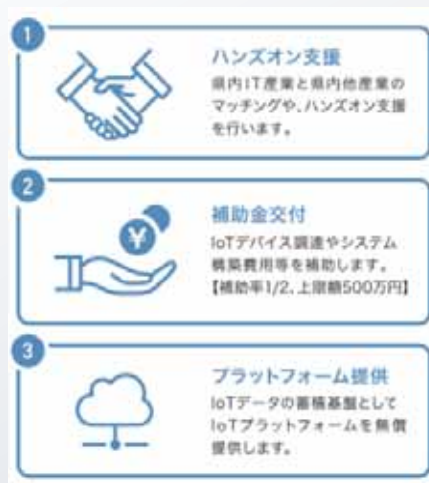 1
ハンズオン支援
県内IT産業と県内他産業の
マッチングや、ハンズオン支援
を行います。
2
¥
補助金交付
IoTデバイス調達やシステム
構築費用等を補助します。
【補助率1/2、上限額500万円】
3
プラットフォーム提供
IoTデータの蓄積基盤として
IoTプラットフォームを無償
提供します。